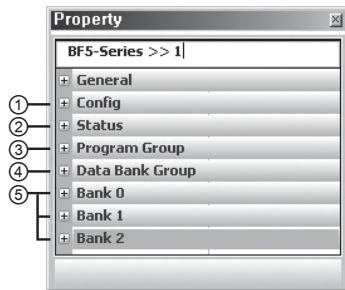 Property
BF5-Series >> 1
General
① Config
② Status
③ Program Group
④ Data Bank Group
⑤ Bank 0
Bank 1
Bank 2